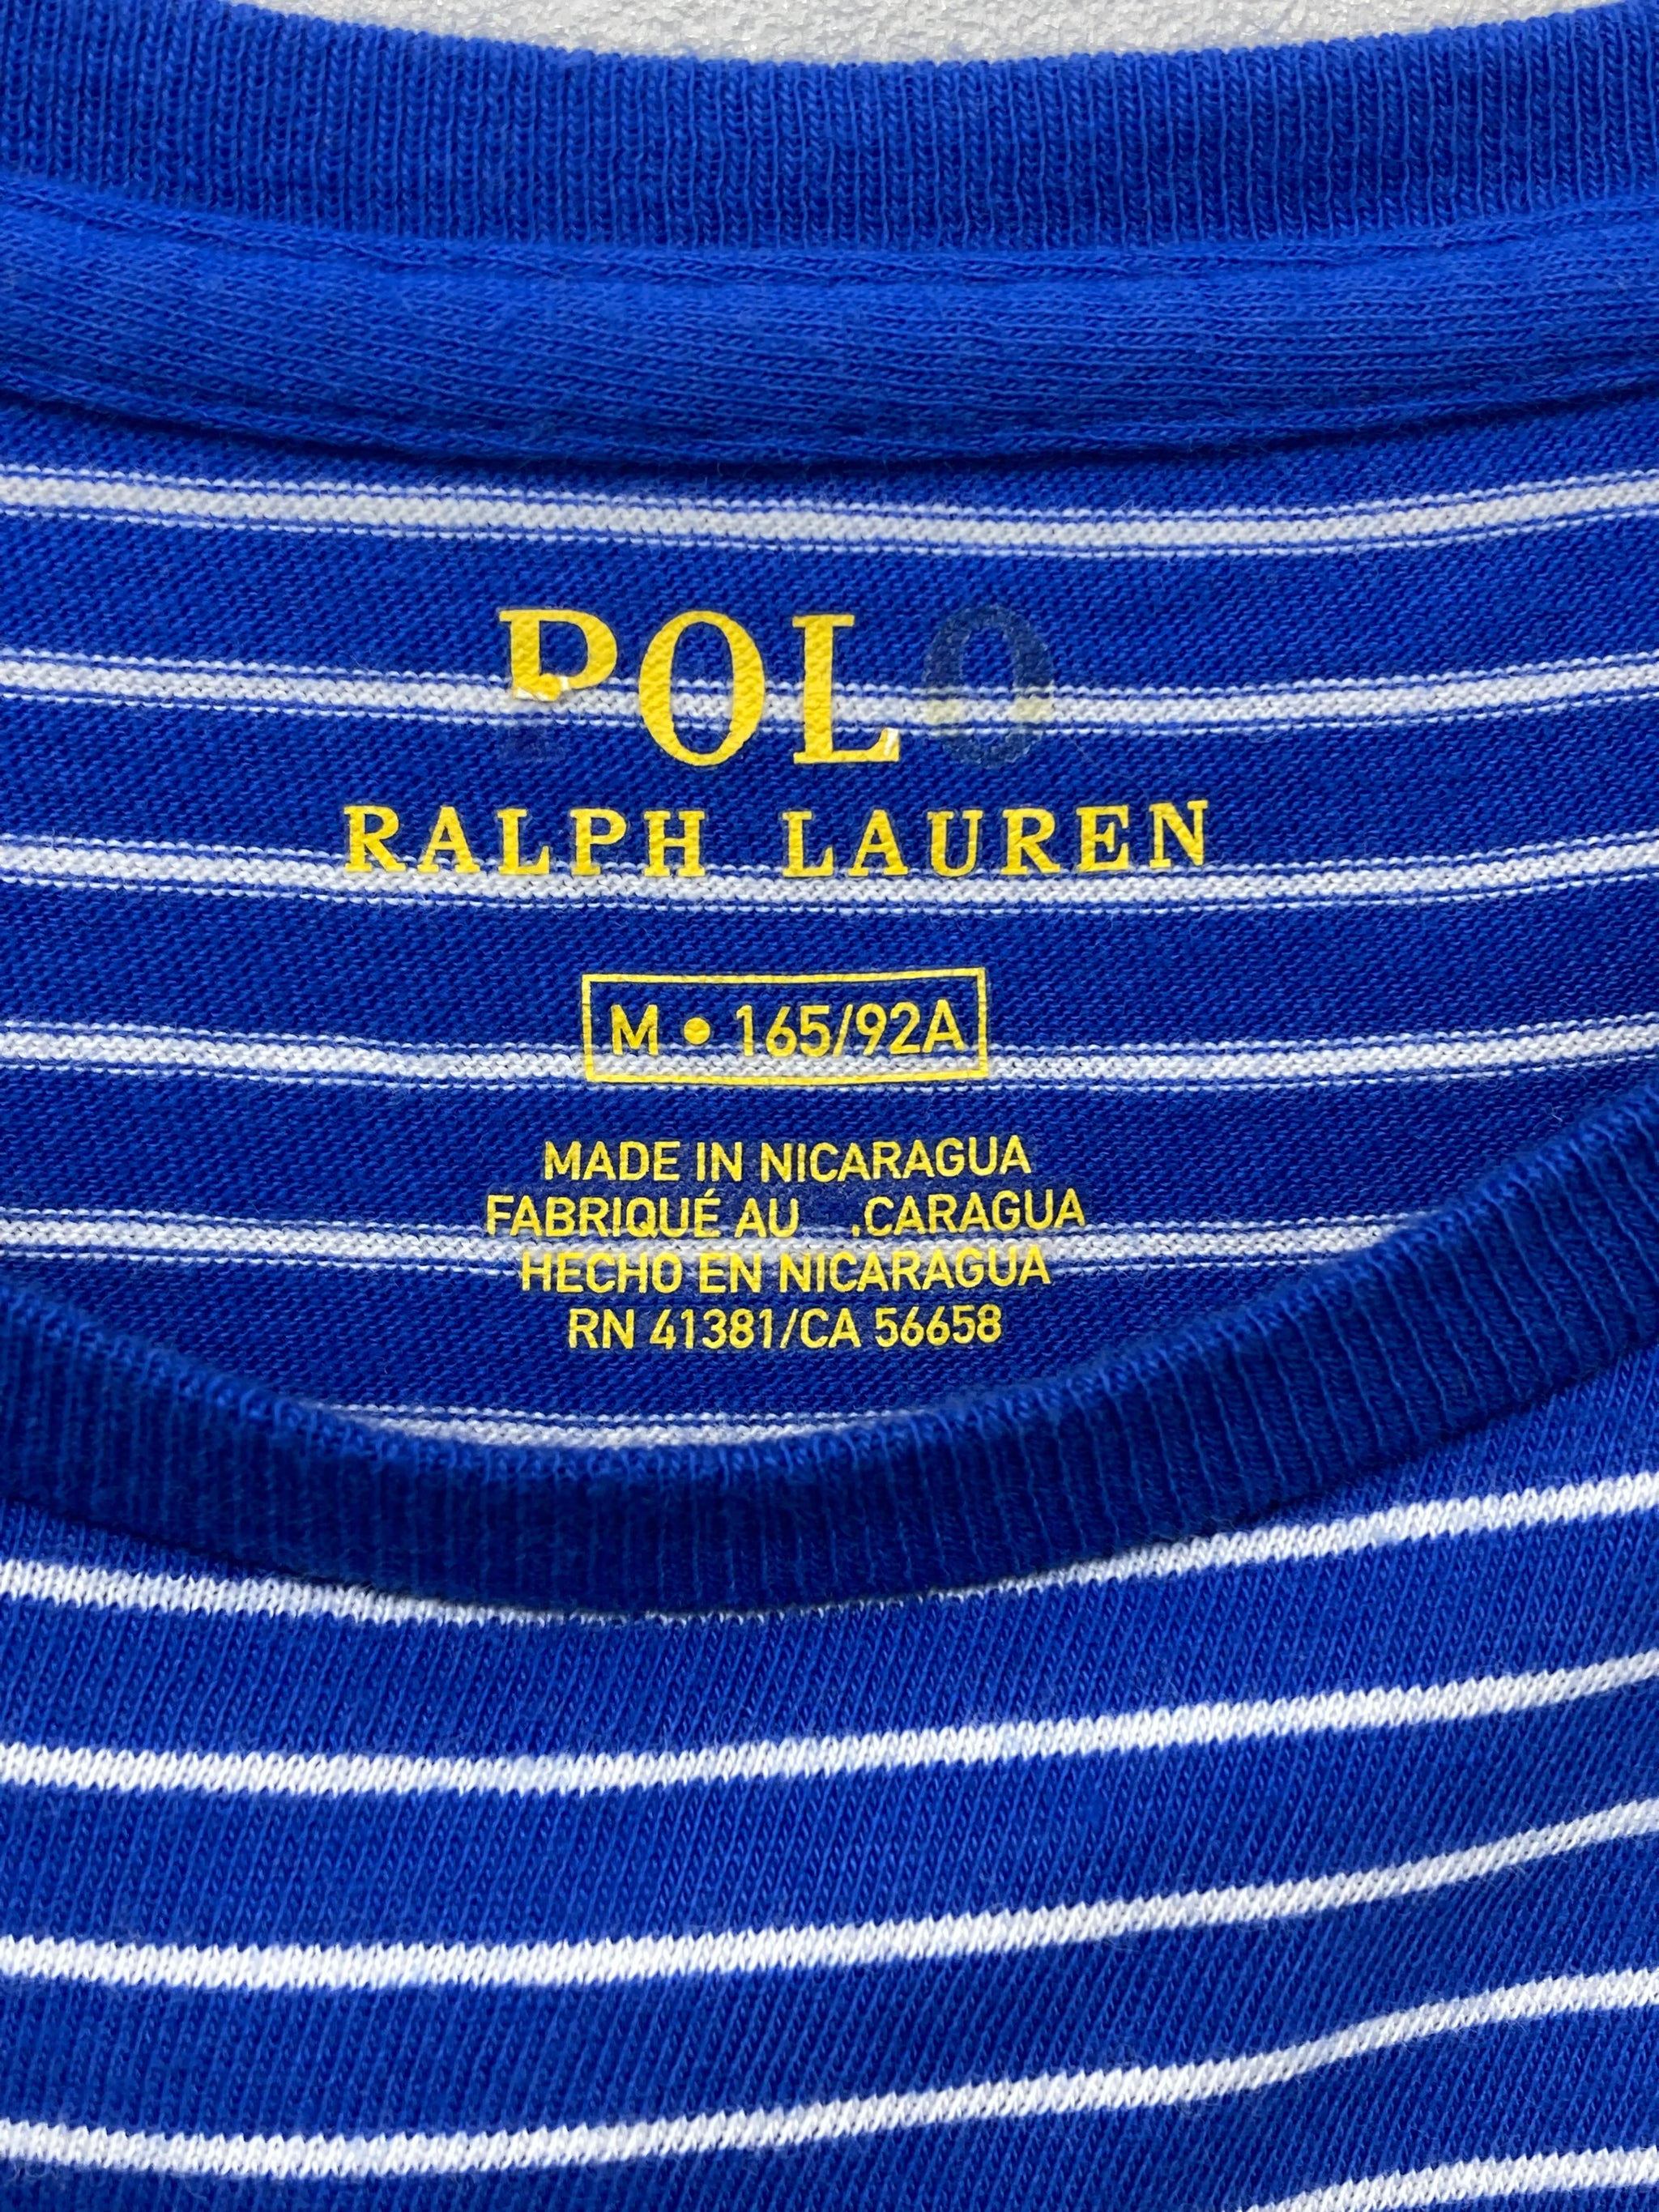 POLO
RALPH LAUREN
M • 165/92A
MADE IN NICARAGUA
FABRIQUÉ AU
HECHO EN NICARAGUA
RN 41381/CA 56658